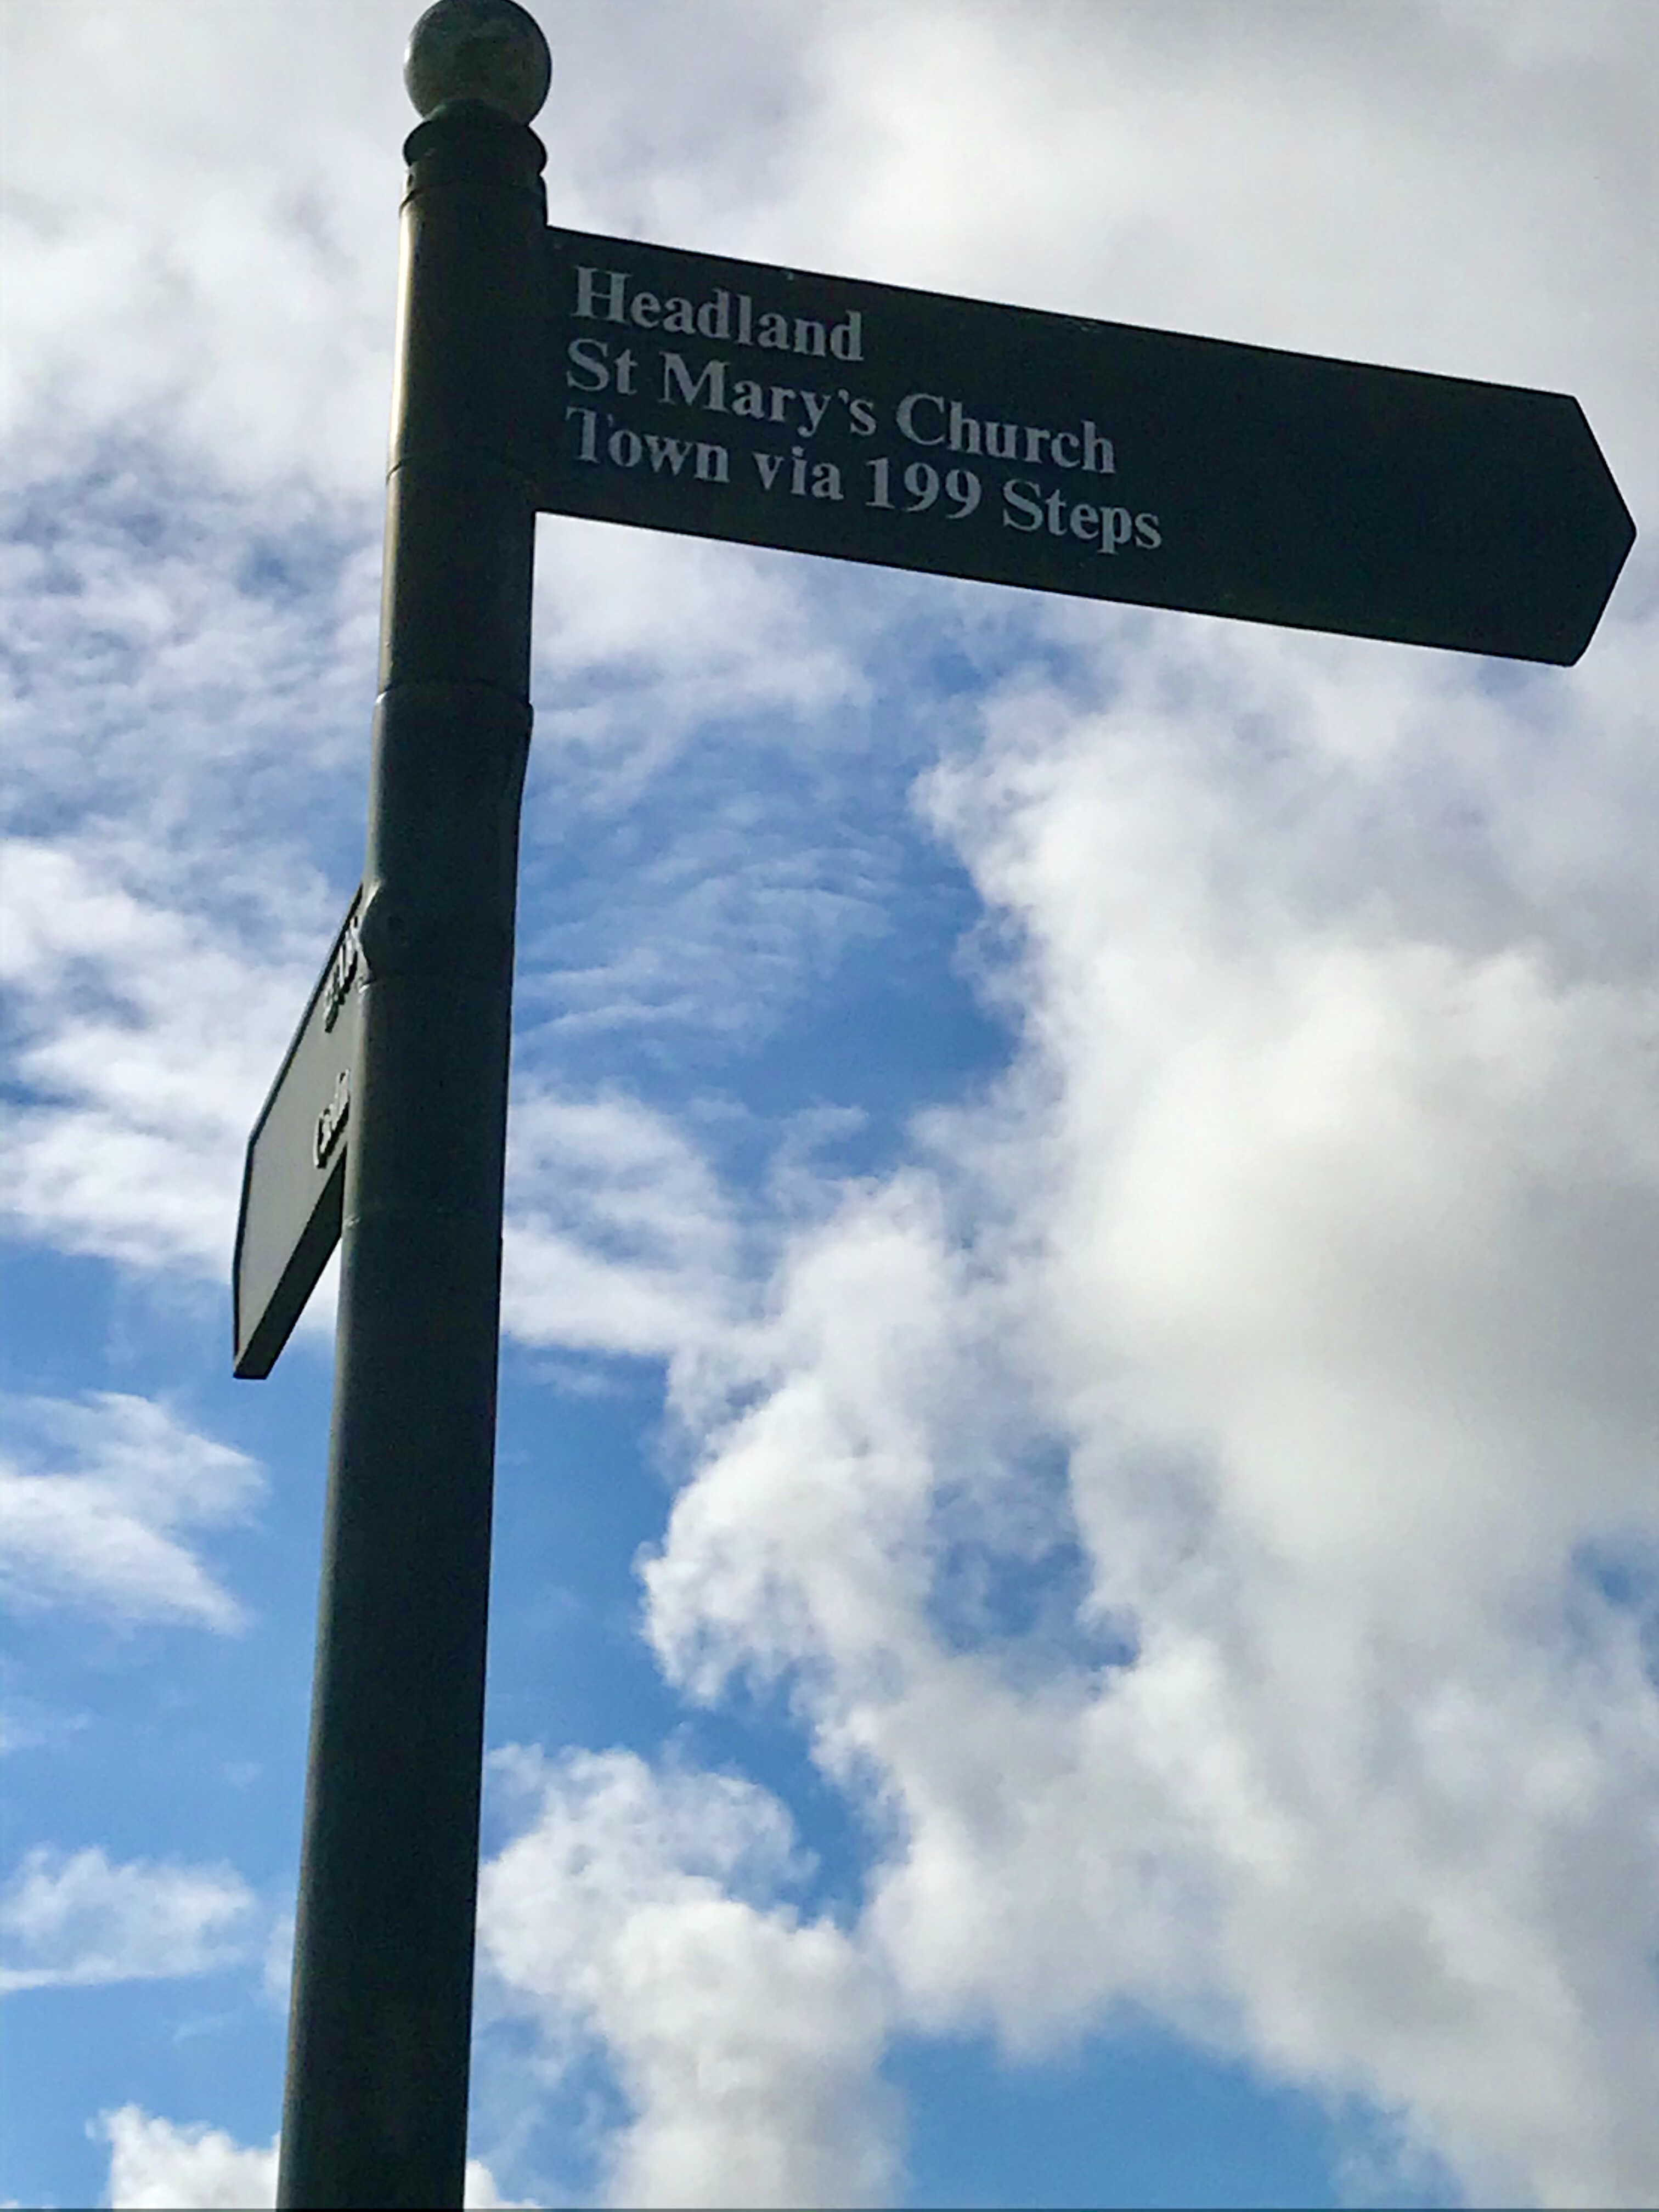 Headland
St Mary's Church
Town via 199 Steps